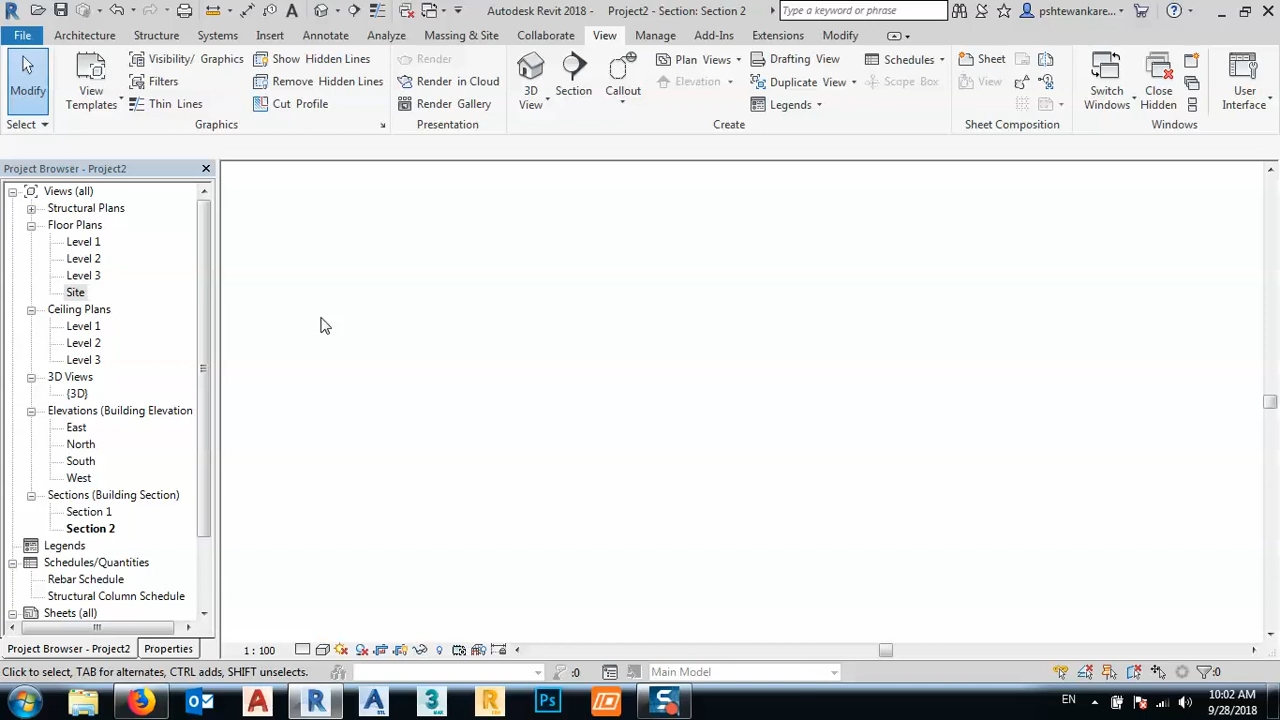 Autodesk Revit 2018 - Project2 - Section: Section 2
Type a keyword or phrase
pshtewankare...
File Architecture Structure Systems Insert Annotate Analyze Massing & Site Collaborate View Manage Add-Ins Extensions Modify
Modify
Select
View Templates
Visibility/ Graphics
Filters
Thin Lines
Show Hidden Lines
Remove Hidden Lines
Cut Profile
Graphics
Render
Render in Cloud
Render Gallery
Presentation
3D View
Section
Callout
Plan Views
Elevation
Drafting View
Duplicate View
Legends
Schedules
Scope Box
Create
Sheet
View
Sheet Composition
Switch Windows
Close Hidden
User Interface
Windows
Project Browser - Project2
Views (all)
Structural Plans
Floor Plans
Level 1
Level 2
Level 3
Site
Ceiling Plans
Level 1
Level 2
Level 3
3D Views
{3D}
Elevations (Building Elevation
East
North
South
West
Sections (Building Section)
Section 1
Section 2
Legends
Schedules/Quantities
Rebar Schedule
Structural Column Schedule
Sheets (all)
Project Browser - Project2 Properties
1 : 100
Click to select, TAB for alternates, CTRL adds, SHIFT unselects.
:0
Main Model
:0
EN
10:02 AM
9/28/2018